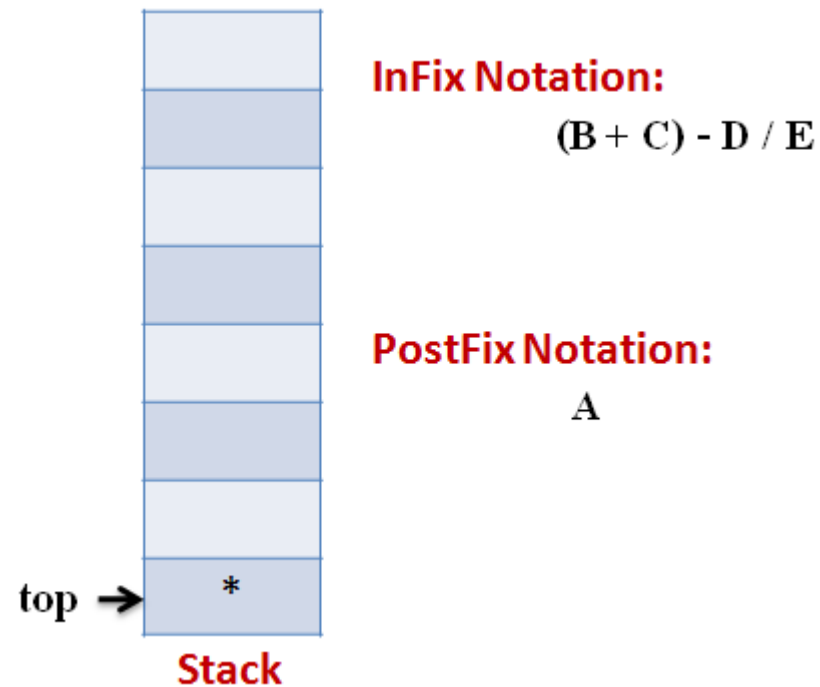 InFix Notation:
(B + C) - D / E
PostFix Notation:
A
top
*
Stack